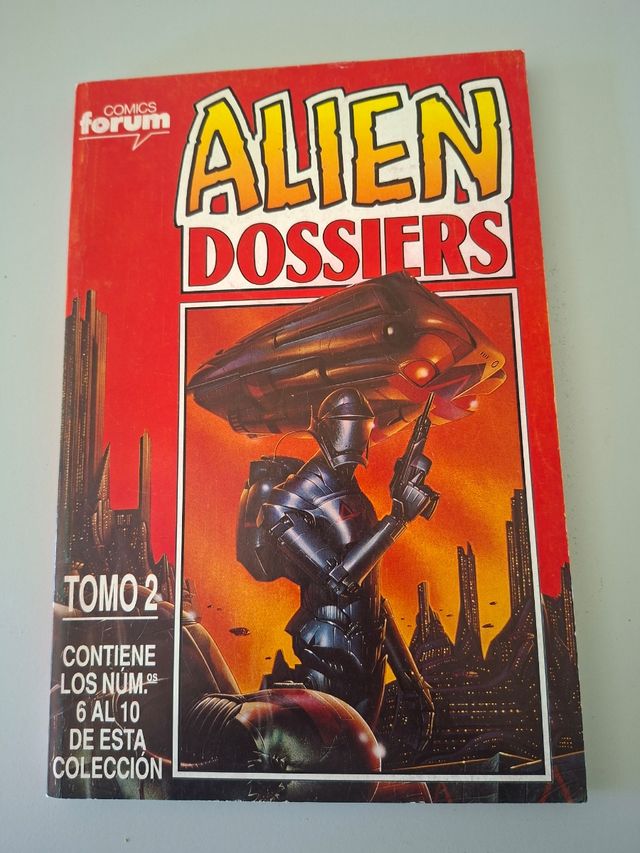 COMICS
forum
ALIEN
DOSSIERS
TOMO 2
CONTIENE
LOS NÚM.ºˢ
6 AL 10
DE ESTA
COLECCIÓN